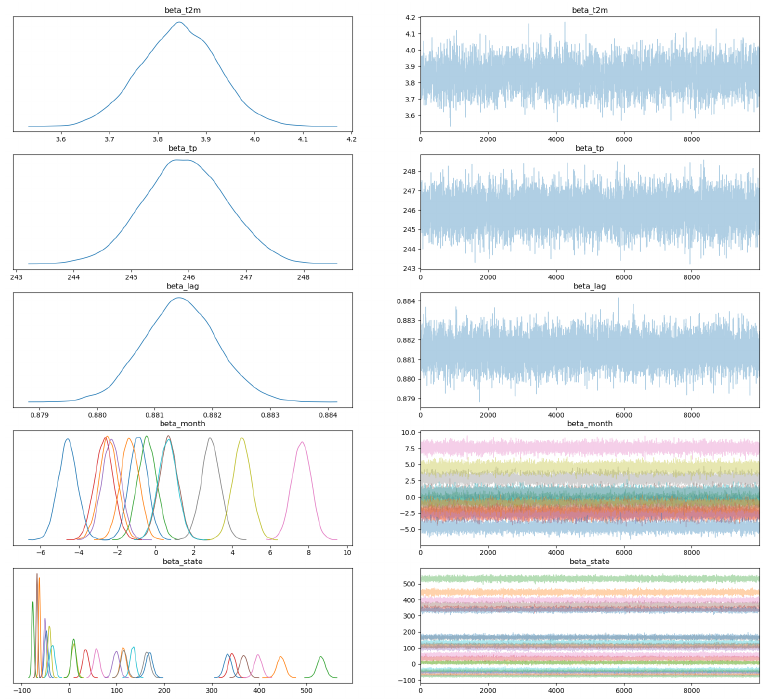 beta_t2m
beta_t2m
4.2
4.1
4.0
3.9
3.8
3.7
3.6
3.6 3.7 3.8 3.9 4.0 4.1 4.2
0 2000 4000 6000 8000
beta_tp
beta_tp
248
247
246
245
244
243
243 244 245 246 247 248
0 2000 4000 6000 8000
beta_lag
beta_lag
0.884
0.883
0.882
0.881
0.880
0.879
0.879 0.880 0.881 0.882 0.883 0.884
0 2000 4000 6000 8000
beta_month
beta_month
10.0
7.5
5.0
2.5
0.0
−2.5
−5.0
−6 −4 −2 0 2 4 6 8 10
0 2000 4000 6000 8000
beta_state
beta_state
500
400
300
200
100
0
−100
−100 0 100 200 300 400 500
0 2000 4000 6000 8000